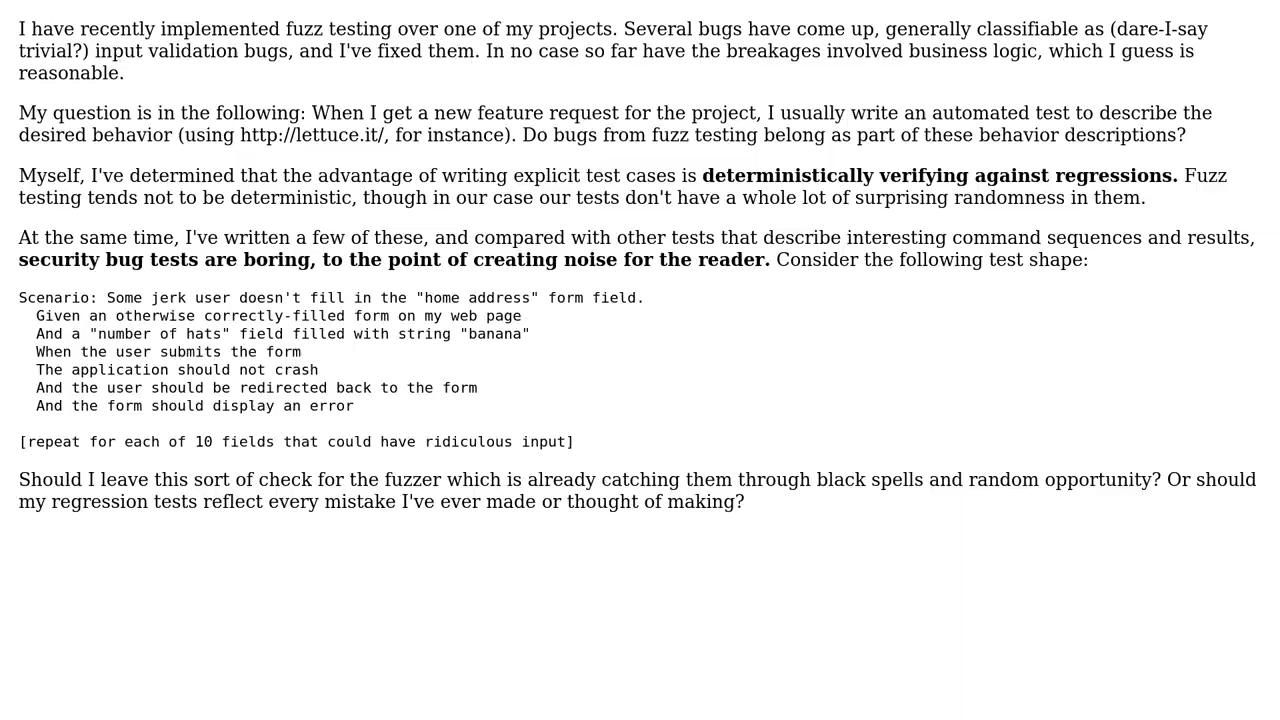 I have recently implemented fuzz testing over one of my projects. Several bugs have come up, generally classifiable as (dare-I-say
trivial?) input validation bugs, and I've fixed them. In no case so far have the breakages involved business logic, which I guess is
reasonable.
My question is in the following: When I get a new feature request for the project, I usually write an automated test to describe the
desired behavior (using http://lettuce.it/, for instance). Do bugs from fuzz testing belong as part of these behavior descriptions?
Myself, I've determined that the advantage of writing explicit test cases is deterministically verifying against regressions. Fuzz
testing tends not to be deterministic, though in our case our tests don't have a whole lot of surprising randomness in them.
At the same time, I've written a few of these, and compared with other tests that describe interesting command sequences and results,
security bug tests are boring, to the point of creating noise for the reader. Consider the following test shape:
Scenario: Some jerk user doesn't fill in the "home address" form field.
  Given an otherwise correctly-filled form on my web page
  And a "number of hats" field filled with string "banana"
  When the user submits the form
  The application should not crash
  And the user should be redirected back to the form
  And the form should display an error
[repeat for each of 10 fields that could have ridiculous input]
Should I leave this sort of check for the fuzzer which is already catching them through black spells and random opportunity? Or should
my regression tests reflect every mistake I've ever made or thought of making?